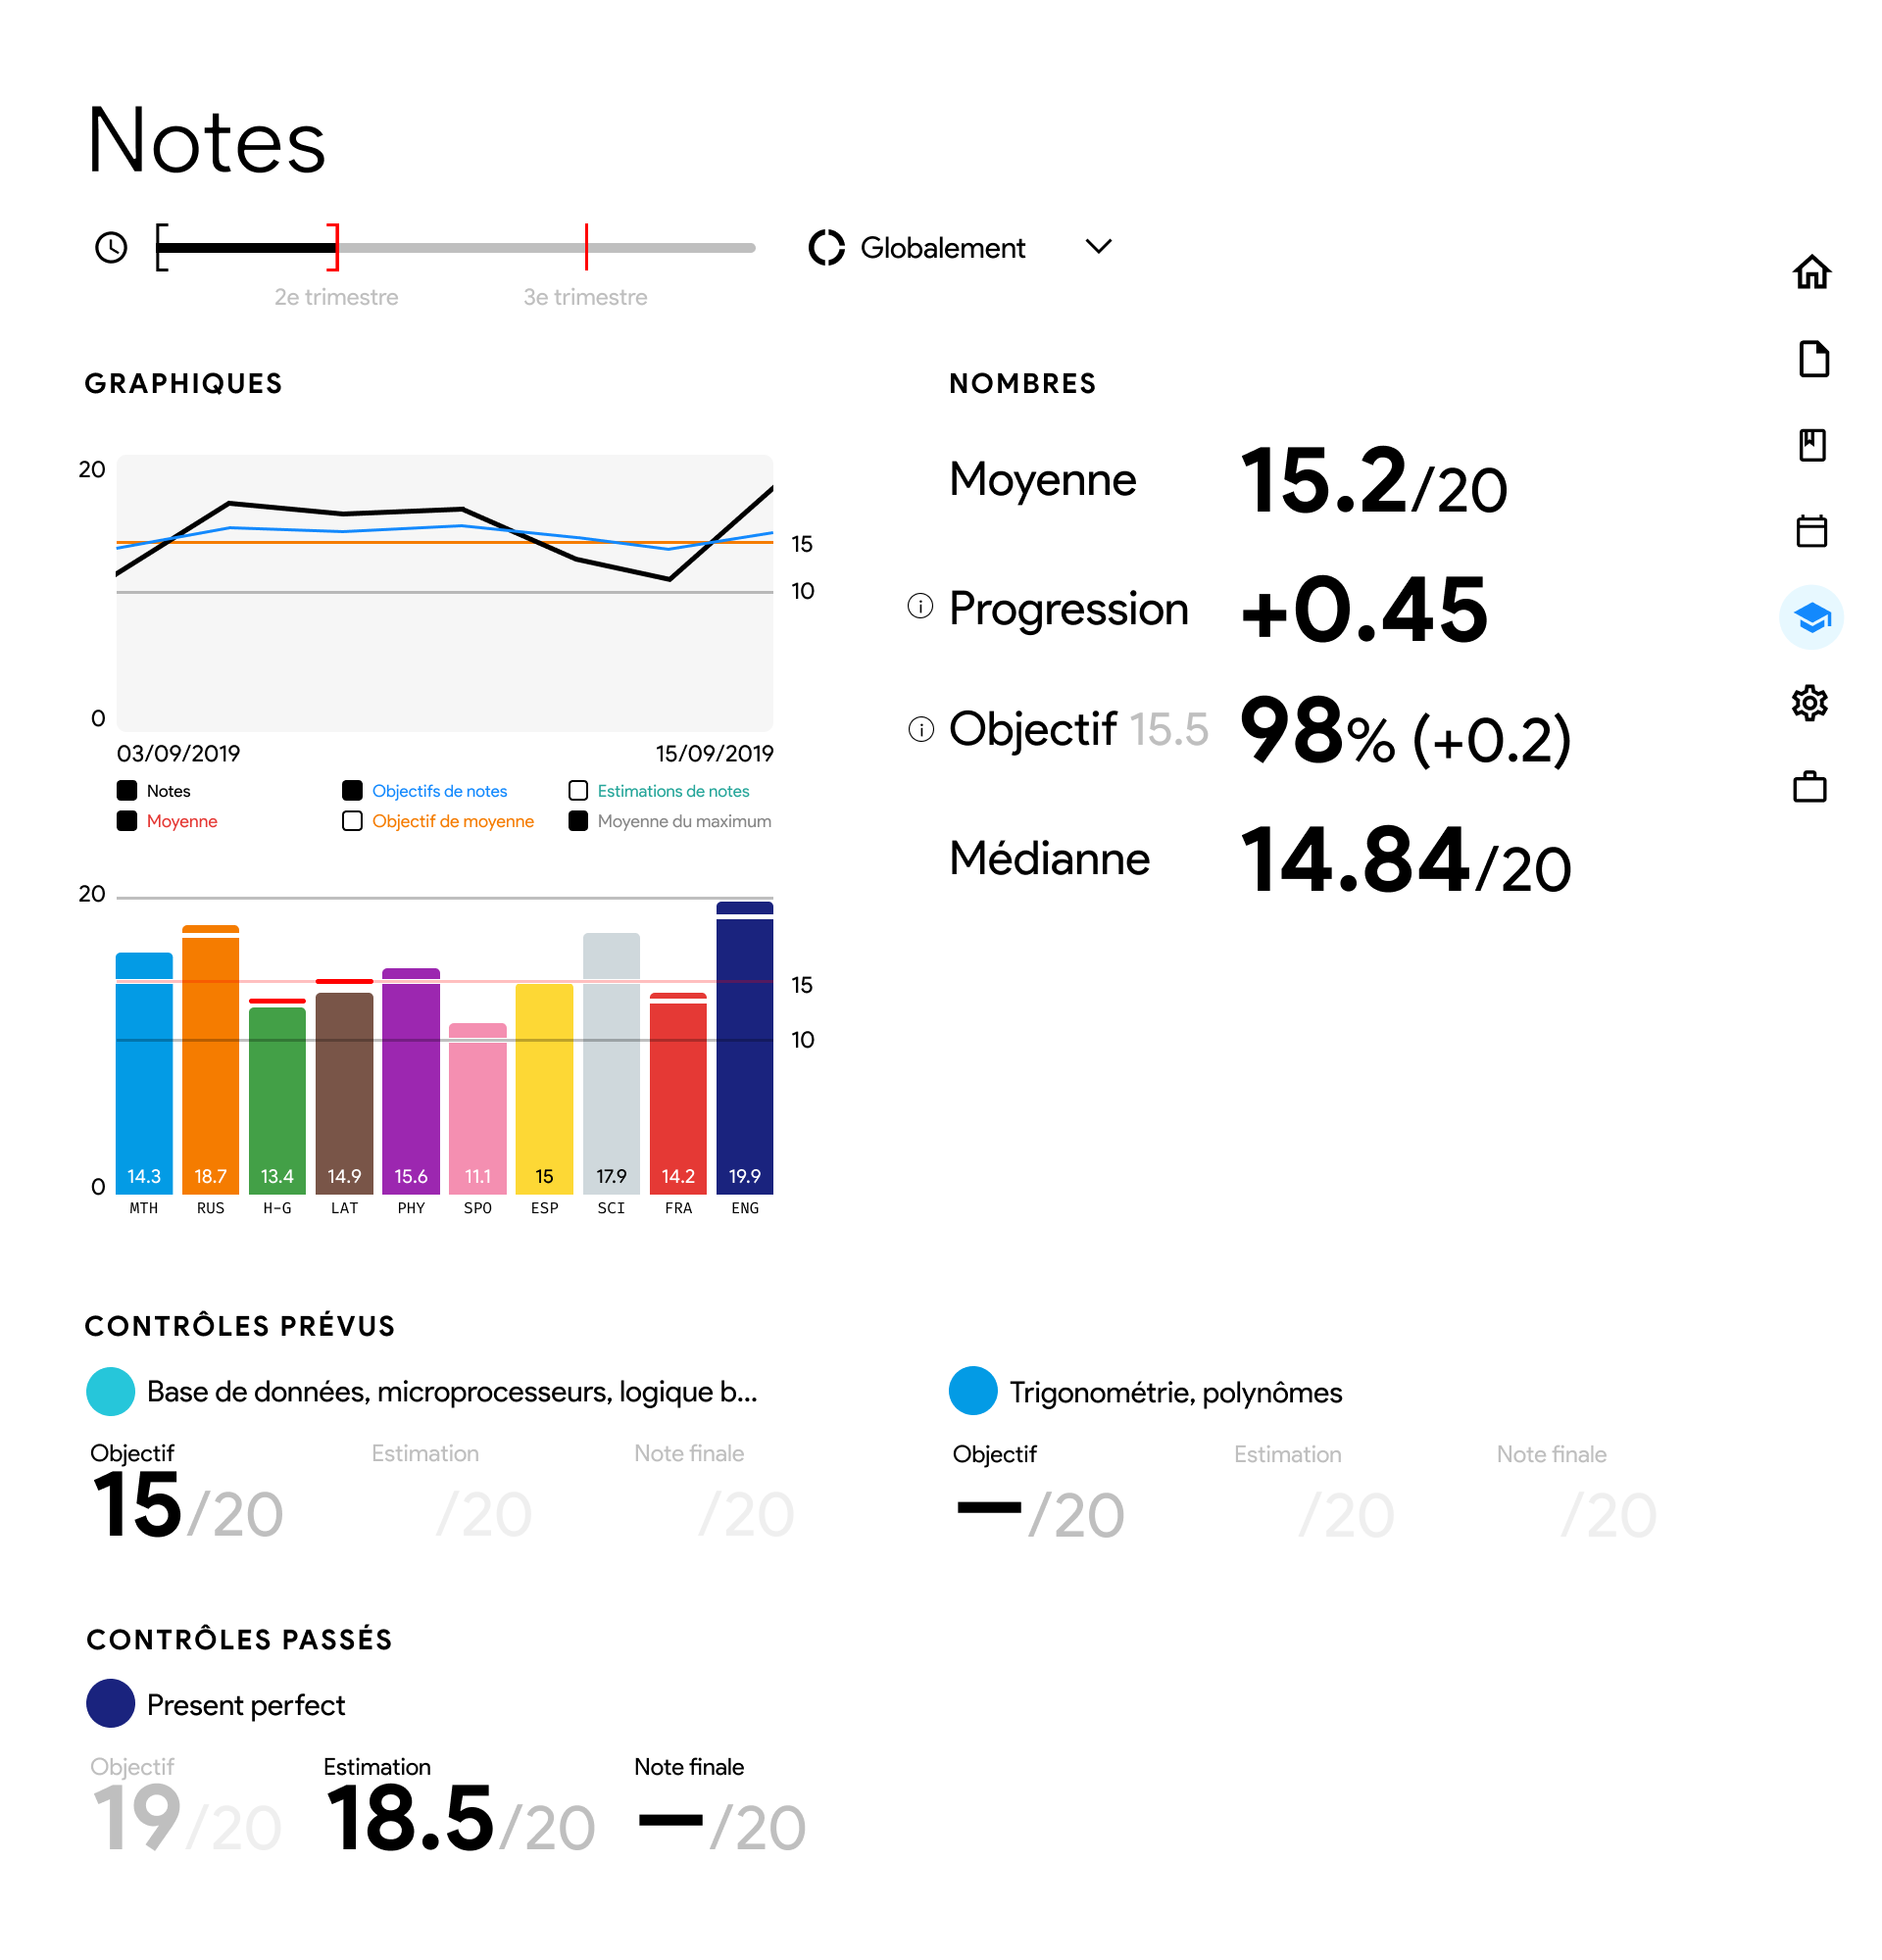 Notes
Globalement
2e trimestre 3e trimestre
GRAPHIQUES
20
15
10
0
03/09/2019 15/09/2019
Notes Objectifs de notes Estimations de notes
Moyenne Objectif de moyenne Moyenne du maximum
20
15
10
0
14.3 18.7 13.4 14.9 15.6 11.1 15 17.9 14.2 19.9
MTH RUS H-G LAT PHY SPO ESP SCI FRA ENG
NOMBRES
Moyenne 15.2/20
Progression +0.45
Objectif 15.5 98% (+0.2)
Médianne 14.84/20
CONTRÔLES PRÉVUS
Base de données, microprocesseurs, logique b...
Objectif Estimation Note finale
15/20 /20 /20
Trigonométrie, polynômes
Objectif Estimation Note finale
—/20 /20 /20
CONTRÔLES PASSÉS
Present perfect
Objectif Estimation Note finale
19/20 18.5/20 —/20